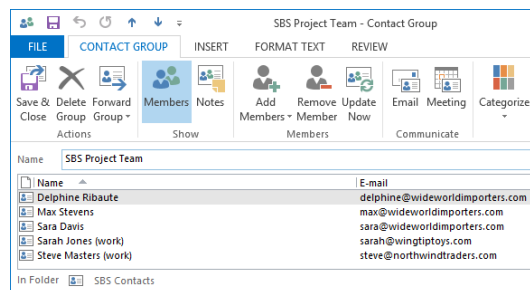 SBS Project Team - Contact Group
FILE CONTACT GROUP INSERT FORMAT TEXT REVIEW
Save & Close
Delete Group
Forward Group
Members
Notes
Add Members
Remove Member
Update Now
Email
Meeting
Categorize
Actions Show Members Communicate
Name SBS Project Team
Name E-mail
Delphine Ribaute delphine@wideworldimporters.com
Max Stevens max@wideworldimporters.com
Sara Davis sara@wideworldimporters.com
Sarah Jones (work) sarah@wingtiptoys.com
Steve Masters (work) steve@northwindtraders.com
In Folder SBS Contacts